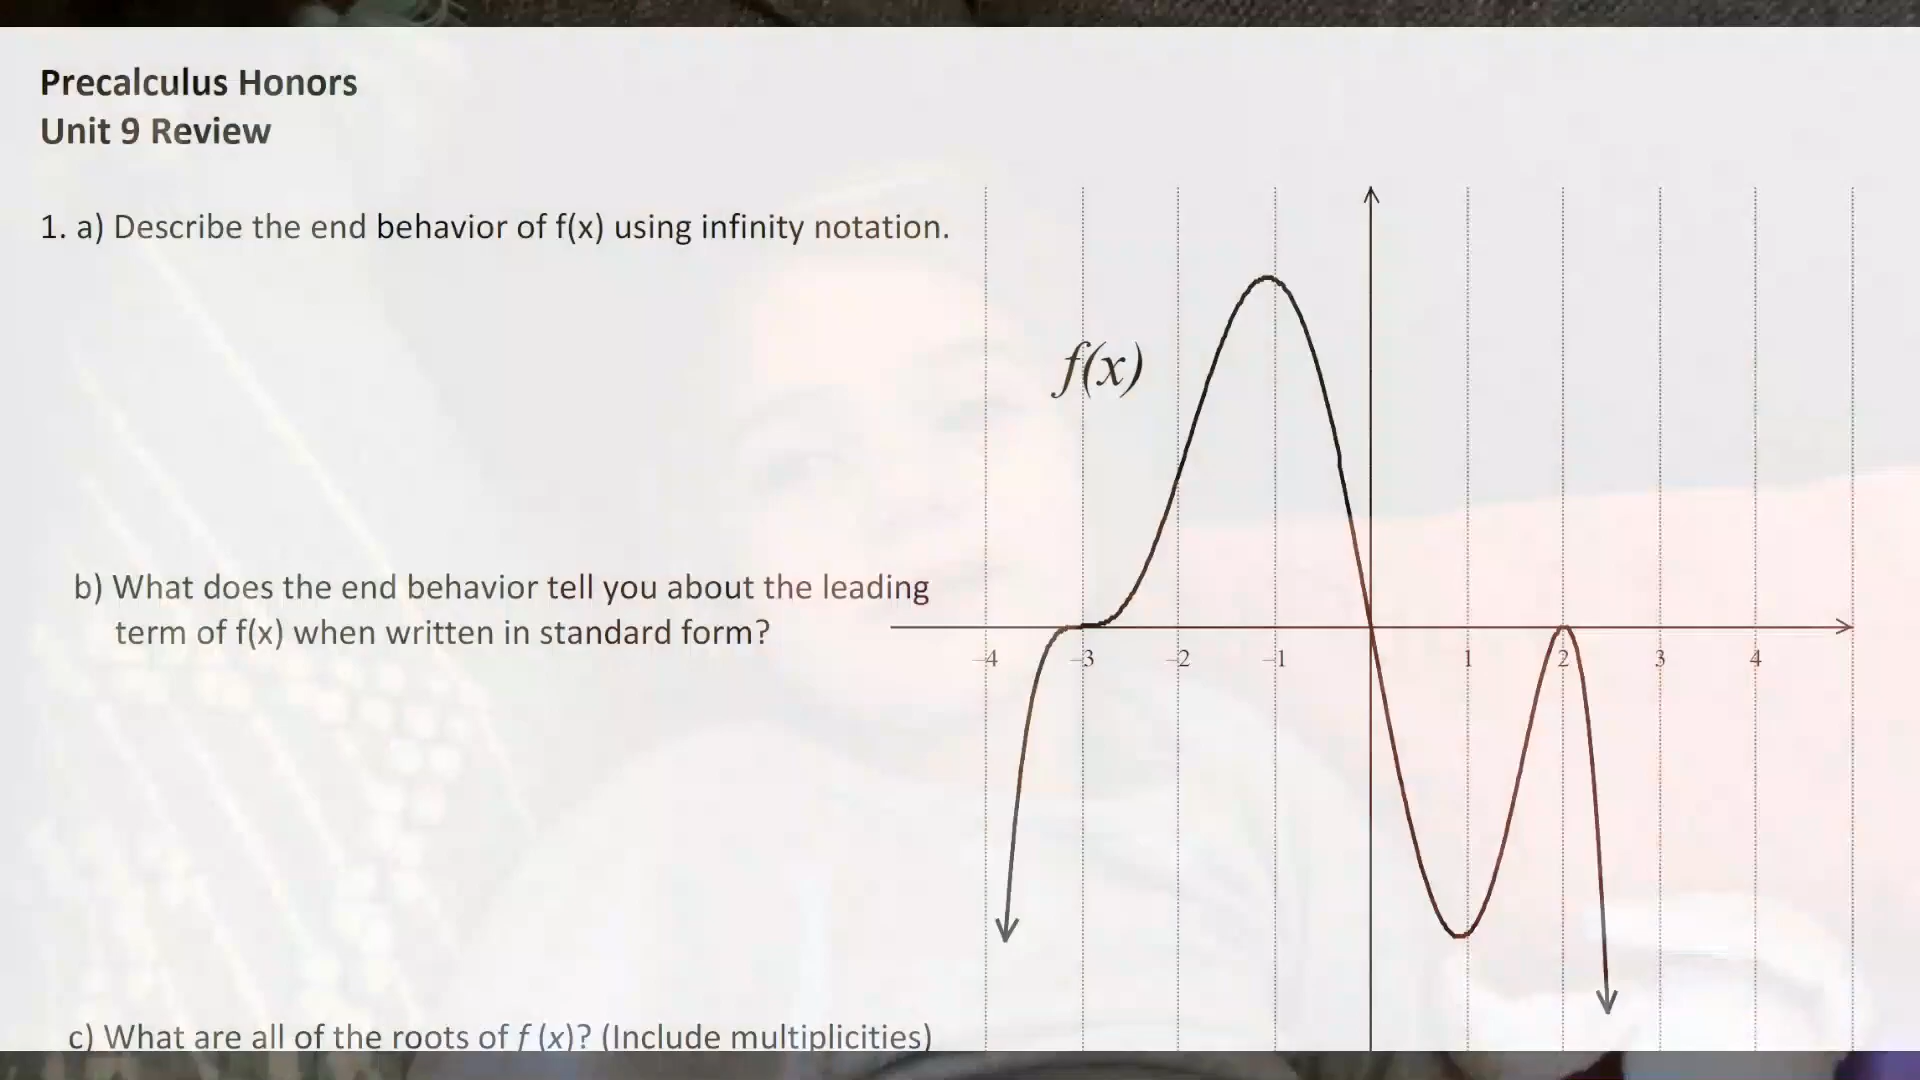 Precalculus Honors
Unit 9 Review
1. a) Describe the end behavior of f(x) using infinity notation.
f(x)
b) What does the end behavior tell you about the leading
term of f(x) when written in standard form?
–4 –3 –2 –1 1 2 3 4
c) What are all of the roots of f (x)? (Include multiplicities)